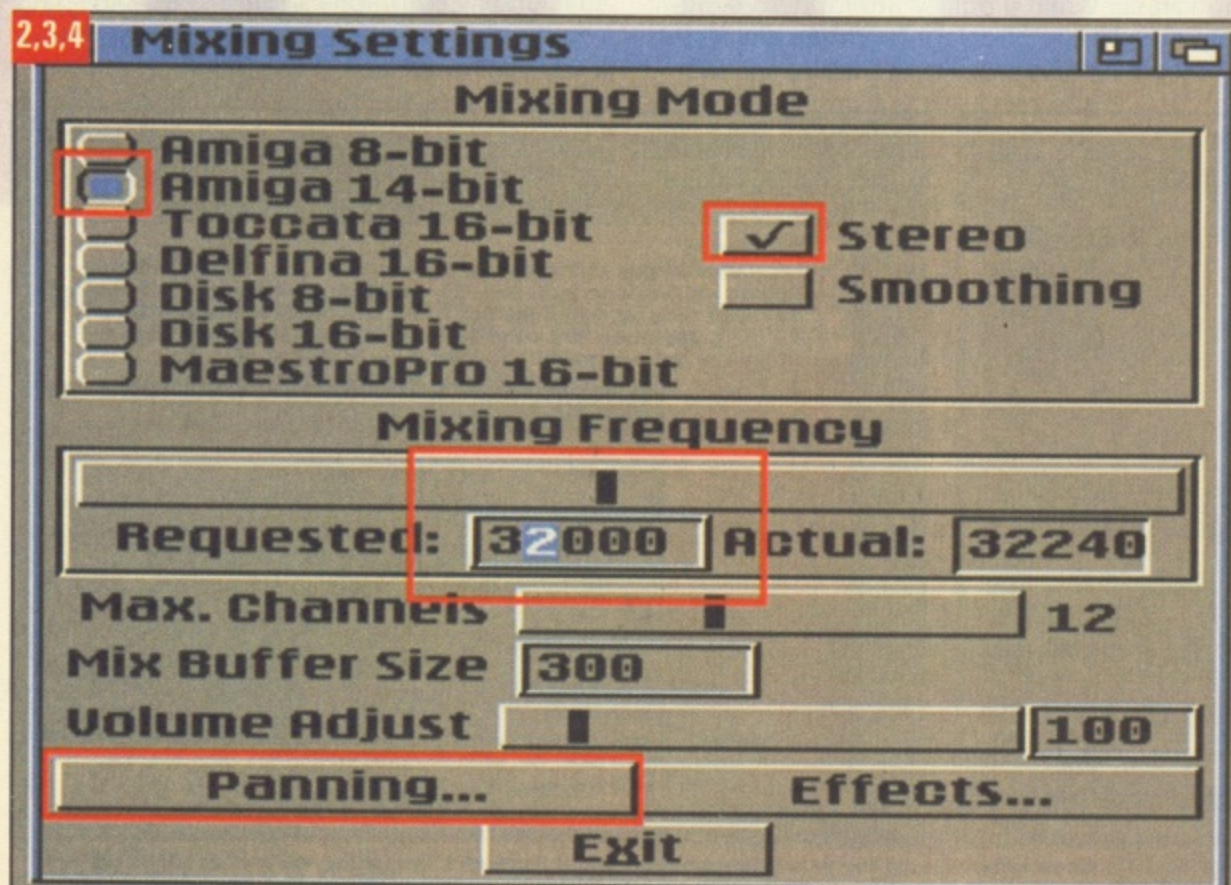 2,3,4
Mixing Settings
Mixing Mode
Amiga 8-bit
Amiga 14-bit
Toccata 16-bit
Delfina 16-bit
Disk 8-bit
Disk 16-bit
MaestroPro 16-bit
Stereo
Smoothing
Mixing Frequency
Requested: 32000 Actual: 32240
Max. Channels 12
Mix Buffer Size 300
Volume Adjust 100
Panning... Effects...
Exit